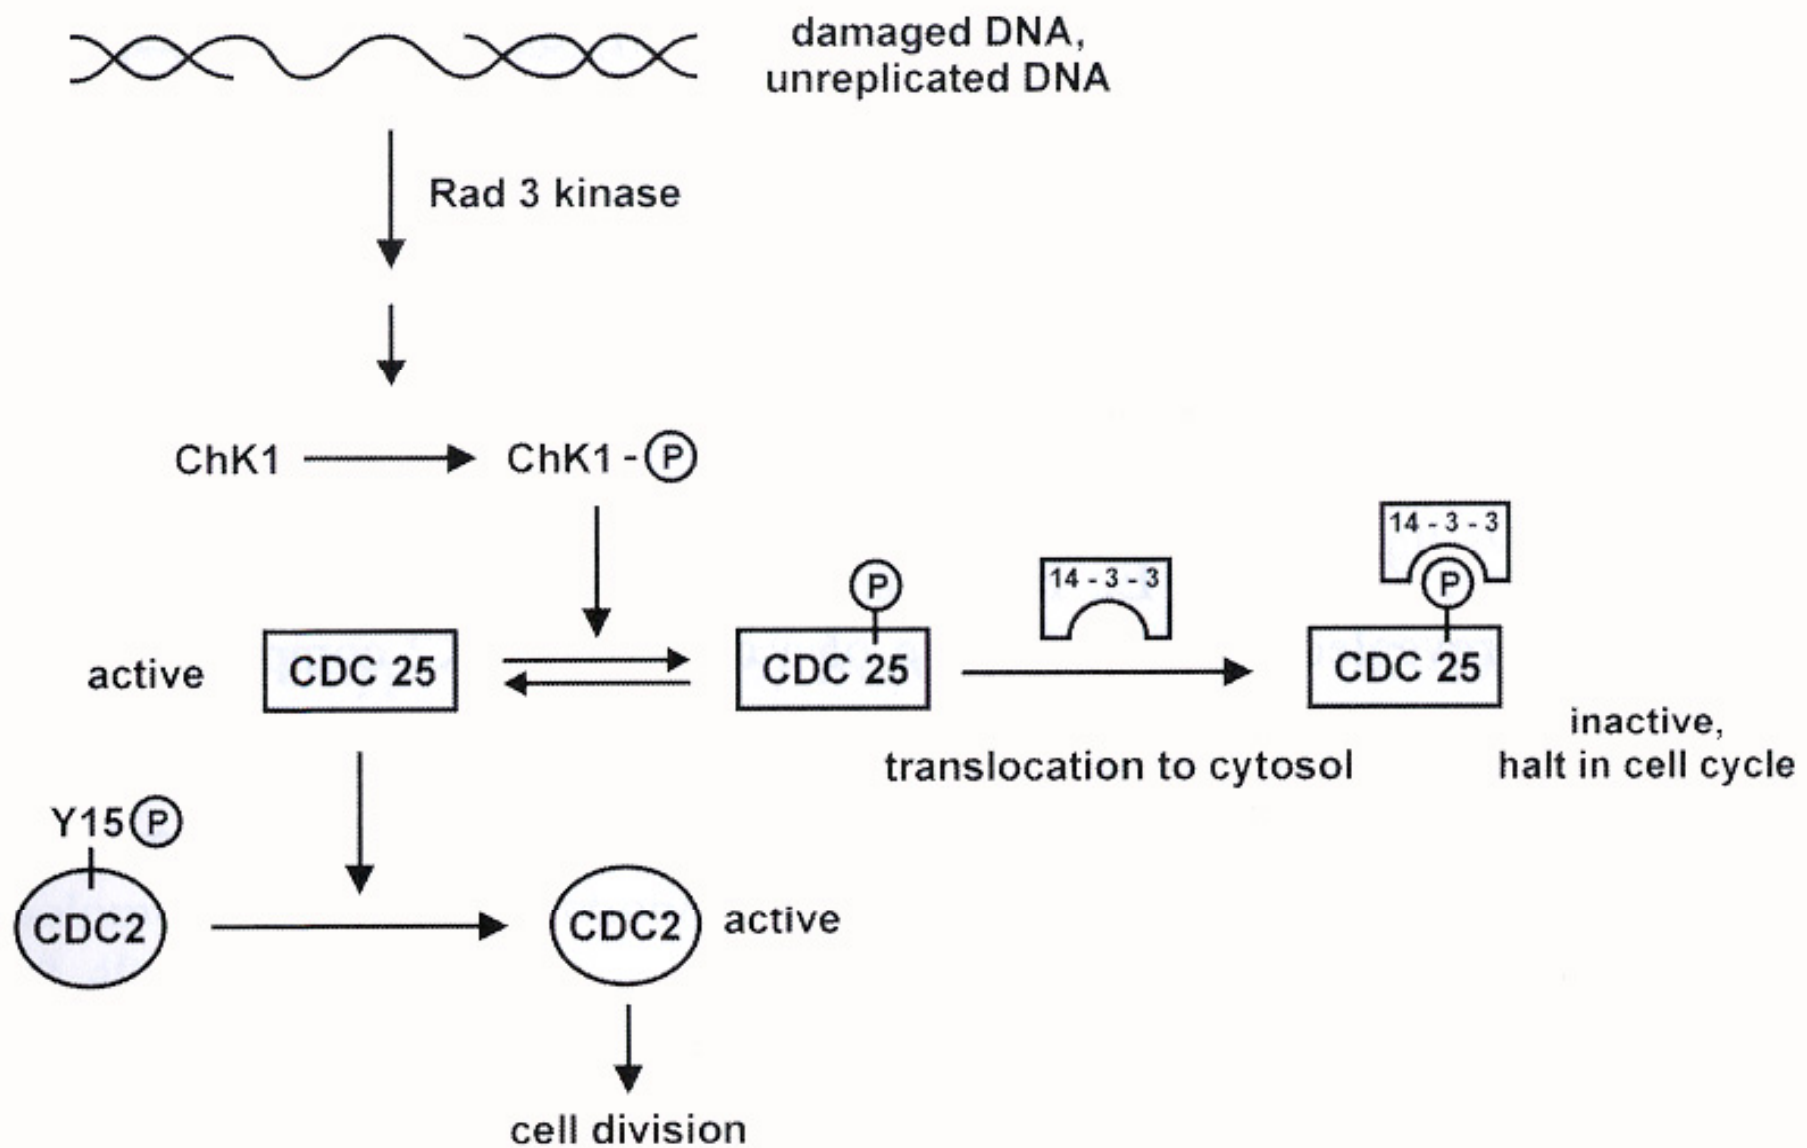 damaged DNA,
unreplicated DNA
Rad 3 kinase
ChK1
ChK1 - P
14 - 3 - 3
P
P
14 - 3 - 3
active
CDC 25
CDC 25
CDC 25
inactive,
halt in cell cycle
translocation to cytosol
Y15 P
CDC2
CDC2
active
cell division